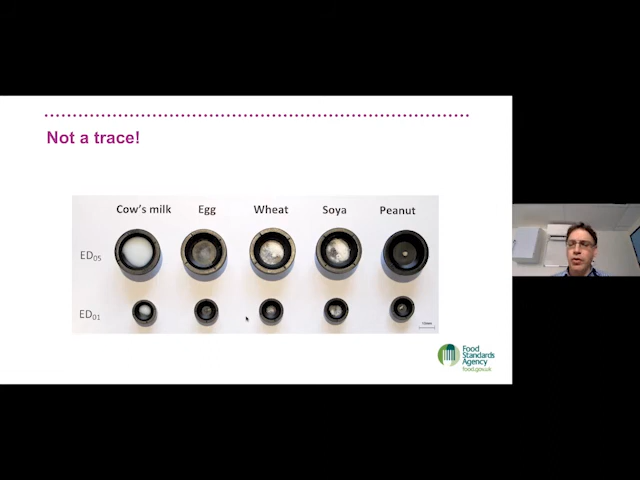 Not a trace!
Cow's milk Egg Wheat Soya Peanut
ED05
ED01
Food
Standards
Agency
food.gov.uk